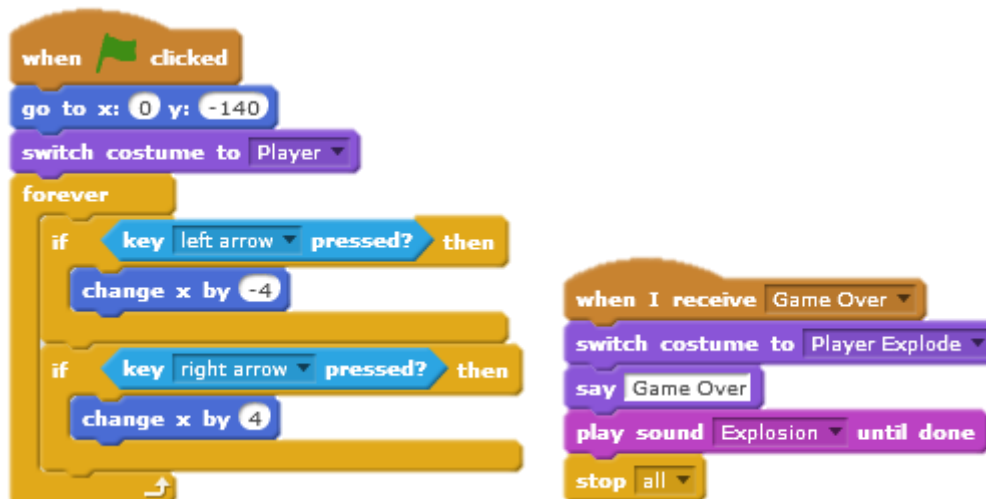 when clicked
go to x: 0 y: -140
switch costume to Player
forever
if key left arrow pressed? then
change x by -4
if key right arrow pressed? then
change x by 4
when I receive Game Over
switch costume to Player Explode
say Game Over
play sound Explosion until done
stop all